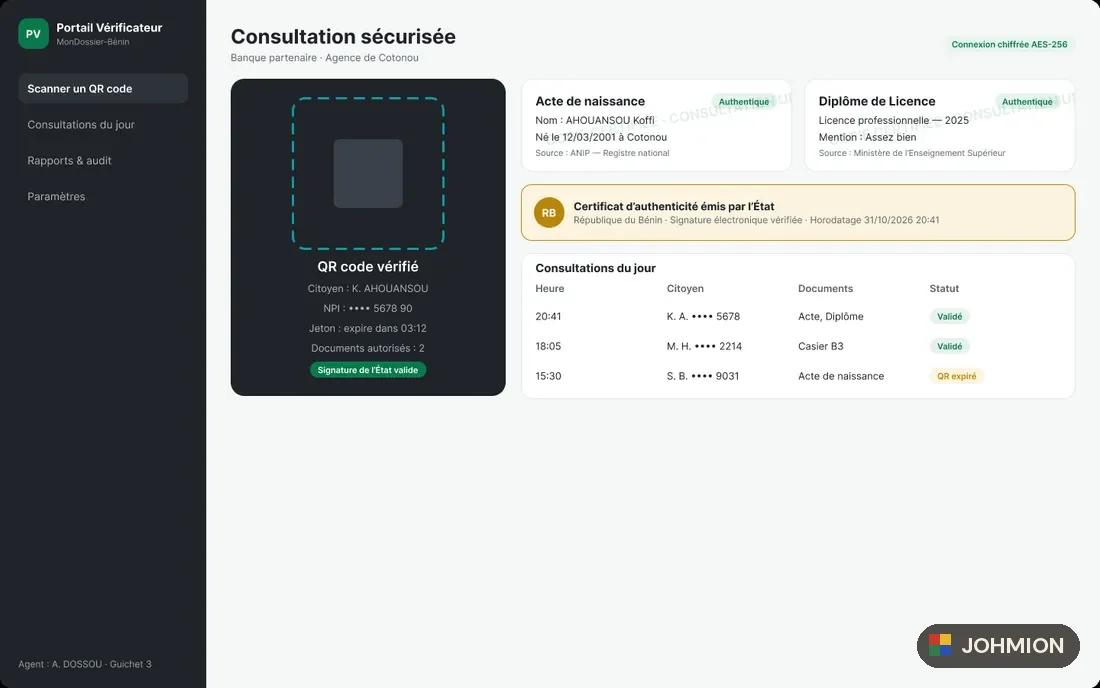 PV
Portail Vérificateur
MonDossier-Bénin
Scanner un QR code
Consultations du jour
Rapports & audit
Paramètres
Agent : A. DOSSOU · Guichet 3
Consultation sécurisée
Banque partenaire · Agence de Cotonou
Connexion chiffrée AES-256
QR code vérifié
Citoyen : K. AHOUANSOU
NPI : •••• 5678 90
Jeton : expire dans 03:12
Documents autorisés : 2
Signature de l'État valide
Acte de naissance
Authentique
Nom : AHOUANSOU Koffi
Né le 12/03/2001 à Cotonou
Source : ANIP — Registre national
Diplôme de Licence
Authentique
Licence professionnelle — 2025
Mention : Assez bien
Source : Ministère de l'Enseignement Supérieur
RB
Certificat d'authenticité émis par l'État
République du Bénin · Signature électronique vérifiée · Horodatage 31/10/2026 20:41
Consultations du jour
Heure Citoyen Documents Statut
20:41 K. A. •••• 5678 Acte, Diplôme Validé
18:05 M. H. •••• 2214 Casier B3 Validé
15:30 S. B. •••• 9031 Acte de naissance QR expiré
JOHMION